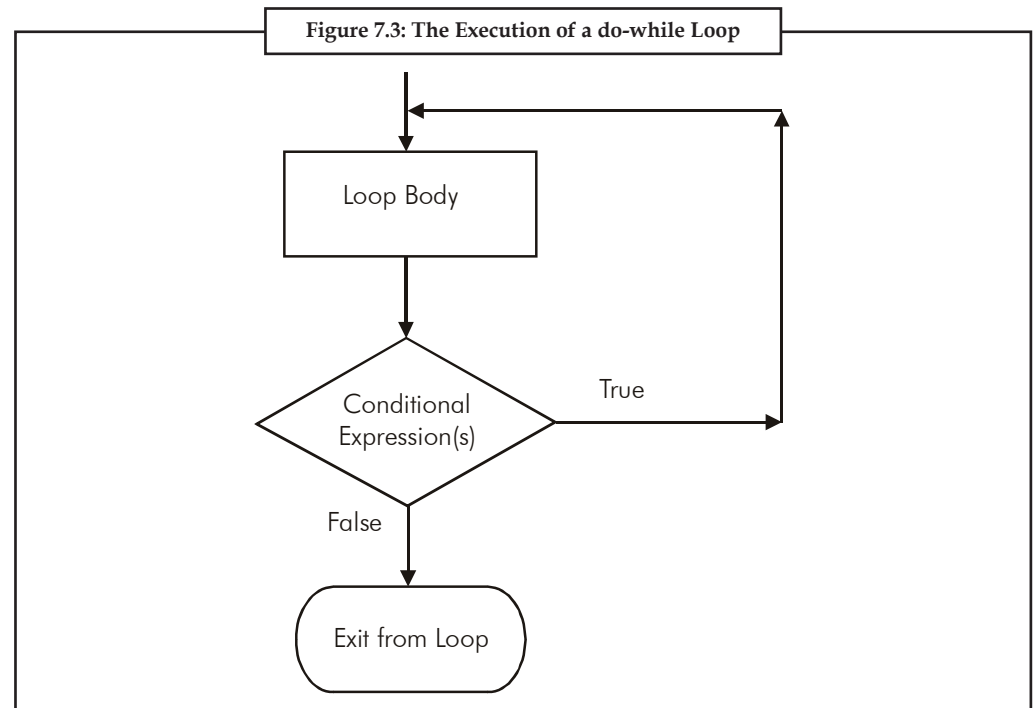 Figure 7.3: The Execution of a do-while Loop
Loop Body
Conditional
Expression(s)
True
False
Exit from Loop